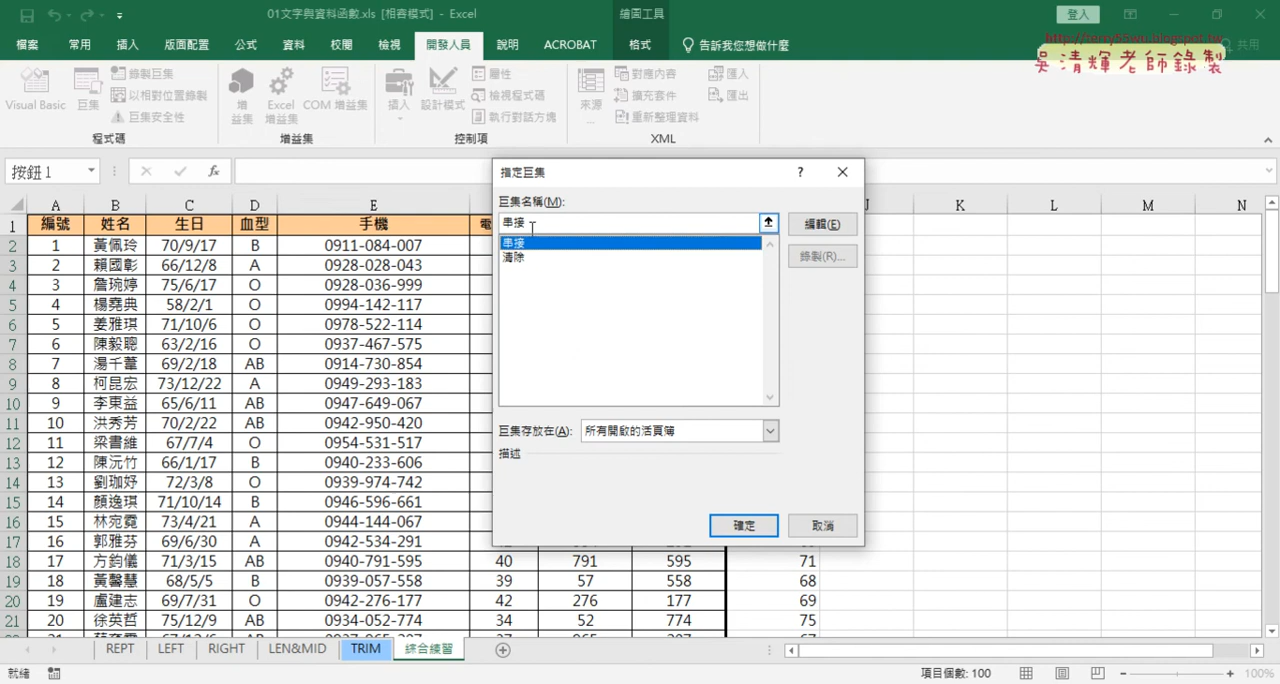 01文字與資料函數.xls [相容模式] - Excel
繪圖工具
登入
檔案 常用 插入 版面配置 公式 資料 校閱 檢視 開發人員 說明 ACROBAT 格式 告訴我您想做什麼 共用
http://terry55wu.blogspot.tw
吳清輝老師錄製
Visual Basic 巨集 錄製巨集 以相對位置錄製 巨集安全性
增益集 Excel 增益集 COM 增益集
插入 設計模式 屬性 檢視程式碼 執行對話方塊
來源 對應內容 擴充套件 重新整理資料 匯入 匯出
程式碼 增益集 控制項 XML
按鈕 1 fx
指定巨集 ?
巨集名稱(M):
串接 編輯(E)
串接
清除
錄製(R)...
巨集存放在(A): 所有開啟的活頁簿
描述
確定 取消
A B C D E J K L M N
1 編號 姓名 生日 血型 手機 電
2 1 黃佩玲 70/9/17 B 0911-084-007
3 2 賴國彰 66/12/8 A 0928-028-043
4 3 詹琬婷 75/6/17 O 0928-036-999
5 4 楊堯典 58/2/1 O 0994-142-117
6 5 姜雅琪 71/10/6 O 0978-522-114
7 6 陳毅聰 63/2/16 O 0937-467-575
8 7 湯千葦 69/2/18 AB 0914-730-854
9 8 柯昆宏 73/12/22 A 0949-293-183
10 9 李東益 65/6/11 AB 0947-649-067
11 10 洪秀芳 70/2/22 AB 0942-950-420
12 11 梁書維 67/7/4 O 0954-531-517
13 12 陳沅竹 66/1/17 B 0940-233-606
14 13 劉珈妤 72/3/8 O 0939-974-742
15 14 顏逸琪 71/10/14 B 0946-596-661
16 15 林宛霓 73/4/21 A 0944-144-067
17 16 郭雅芬 69/6/30 A 0942-534-291
18 17 方鈞儀 71/3/15 AB 0940-791-595 40 791 595 71
19 18 黃馨慧 68/5/5 B 0939-057-558 39 57 558 68
20 19 盧建志 69/7/31 O 0942-276-177 42 276 177 69
21 20 徐英哲 75/12/9 AB 0934-052-774 34 52 774 75
REPT LEFT RIGHT LEN&MID TRIM 綜合練習
就緒 項目個數: 100 100%